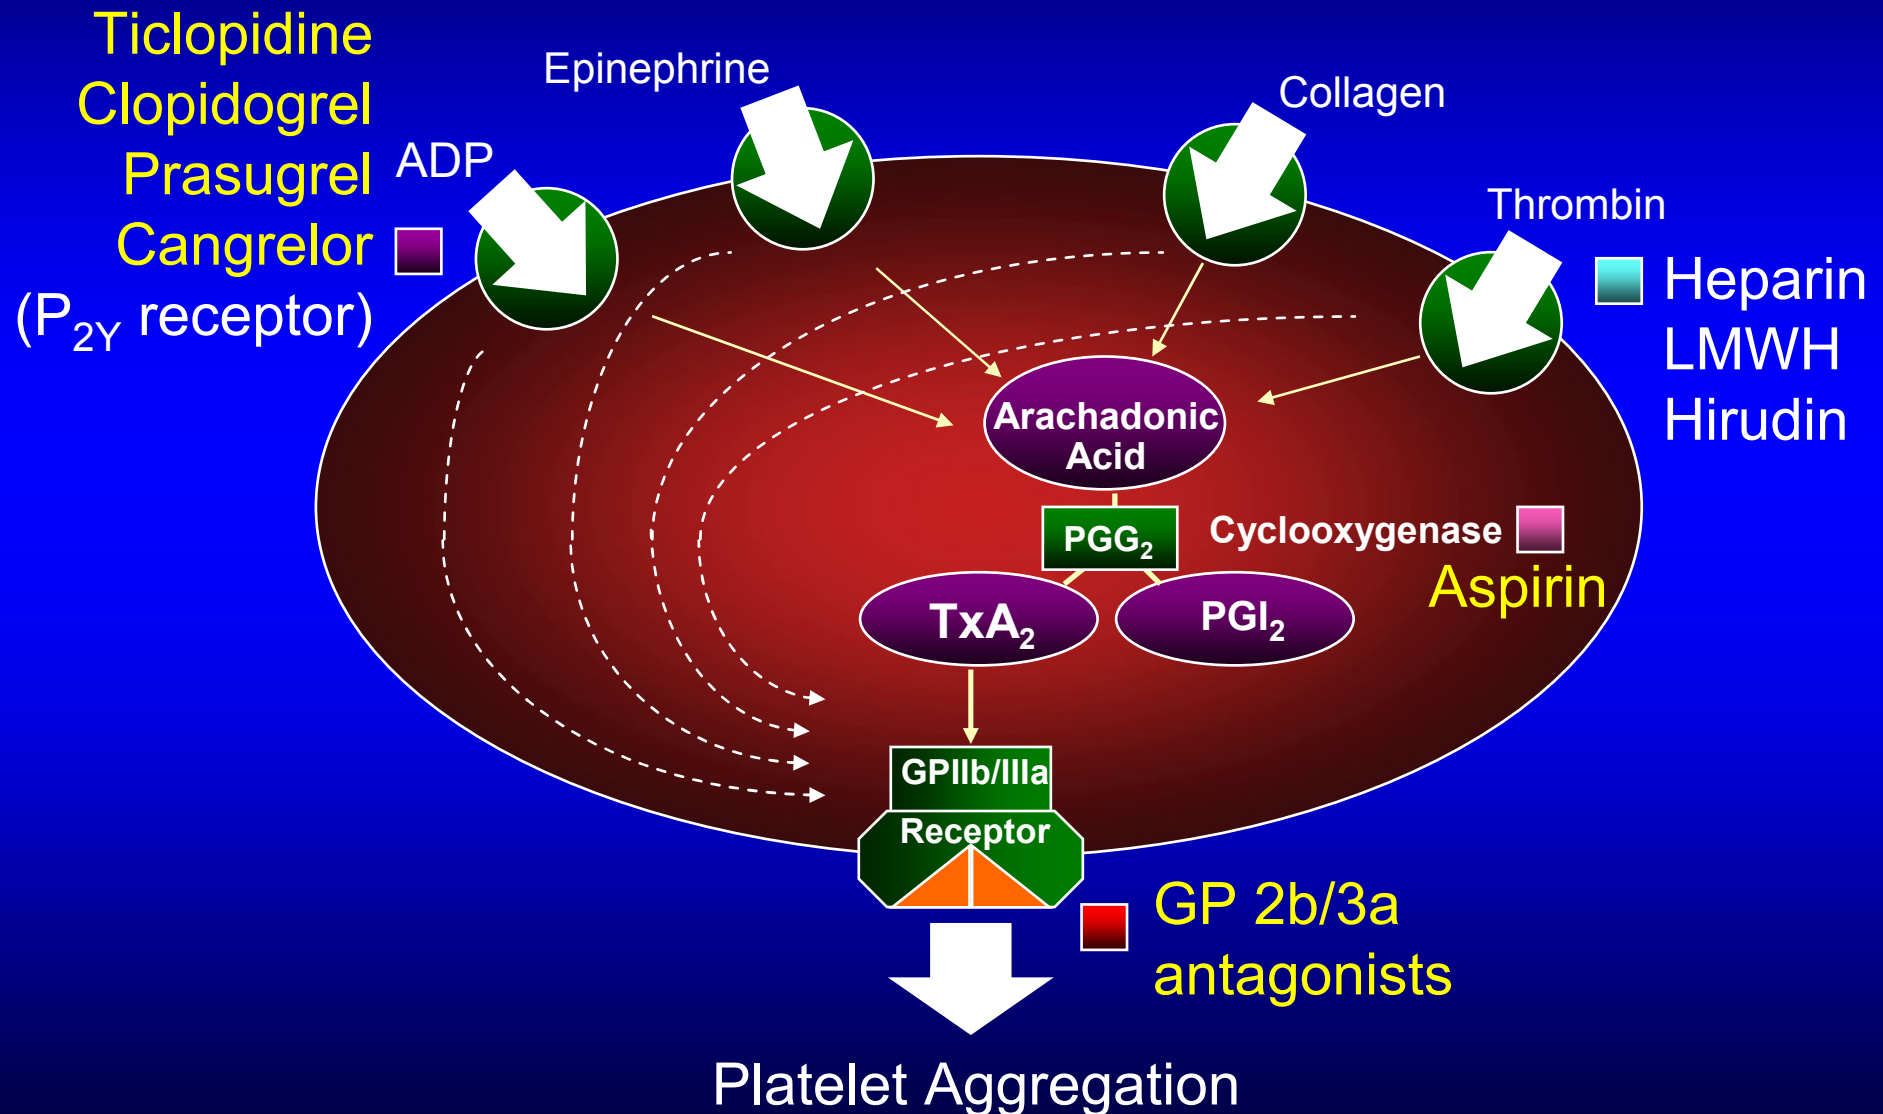 Ticlopidine
Clopidogrel
Prasugrel
Cangrelor
(P2Y receptor)
ADP
Epinephrine
Collagen
Thrombin
Heparin
LMWH
Hirudin
Arachadonic
Acid
PGG2
Cyclooxygenase
Aspirin
TxA2
PGI2
GPIIb/IIIa
Receptor
GP 2b/3a
antagonists
Platelet Aggregation